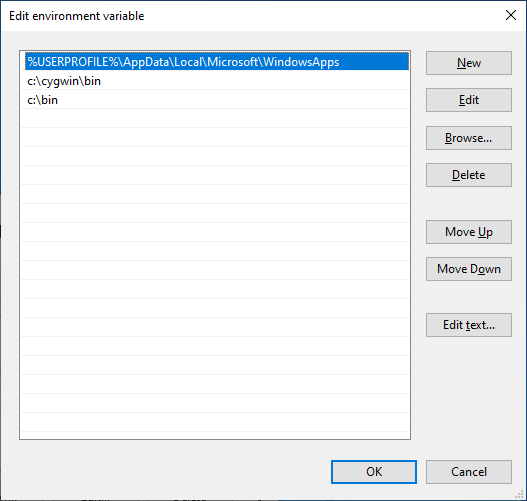 Edit environment variable
%USERPROFILE%\AppData\Local\Microsoft\WindowsApps
c:\cygwin\bin
c:\bin
New
Edit
Browse...
Delete
Move Up
Move Down
Edit text...
OK
Cancel